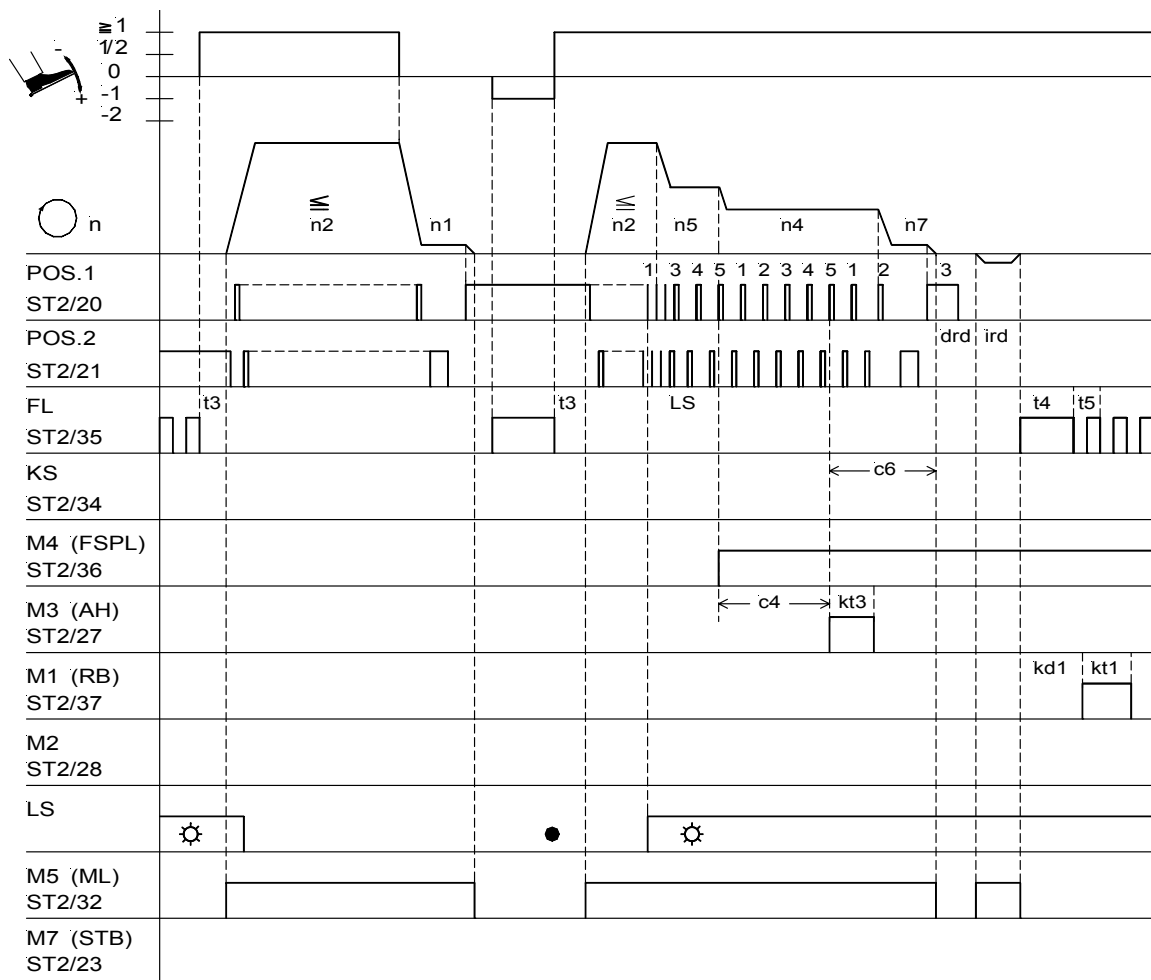 ≧ 1
1/2
0
-1
-2
-
+
n
≦
n2
n1
≦
n2
n5
n4
n7
POS.1
ST2/20
1 3 4 5 1 2 3 4 5 1 2 3
POS.2
ST2/21
drd ird
FL
ST2/35
t3
t3
LS
t4
t5
KS
ST2/34
c6
M4 (FSPL)
ST2/36
M3 (AH)
ST2/27
c4
kt3
M1 (RB)
ST2/37
kd1
kt1
M2
ST2/28
LS
M5 (ML)
ST2/32
M7 (STB)
ST2/23